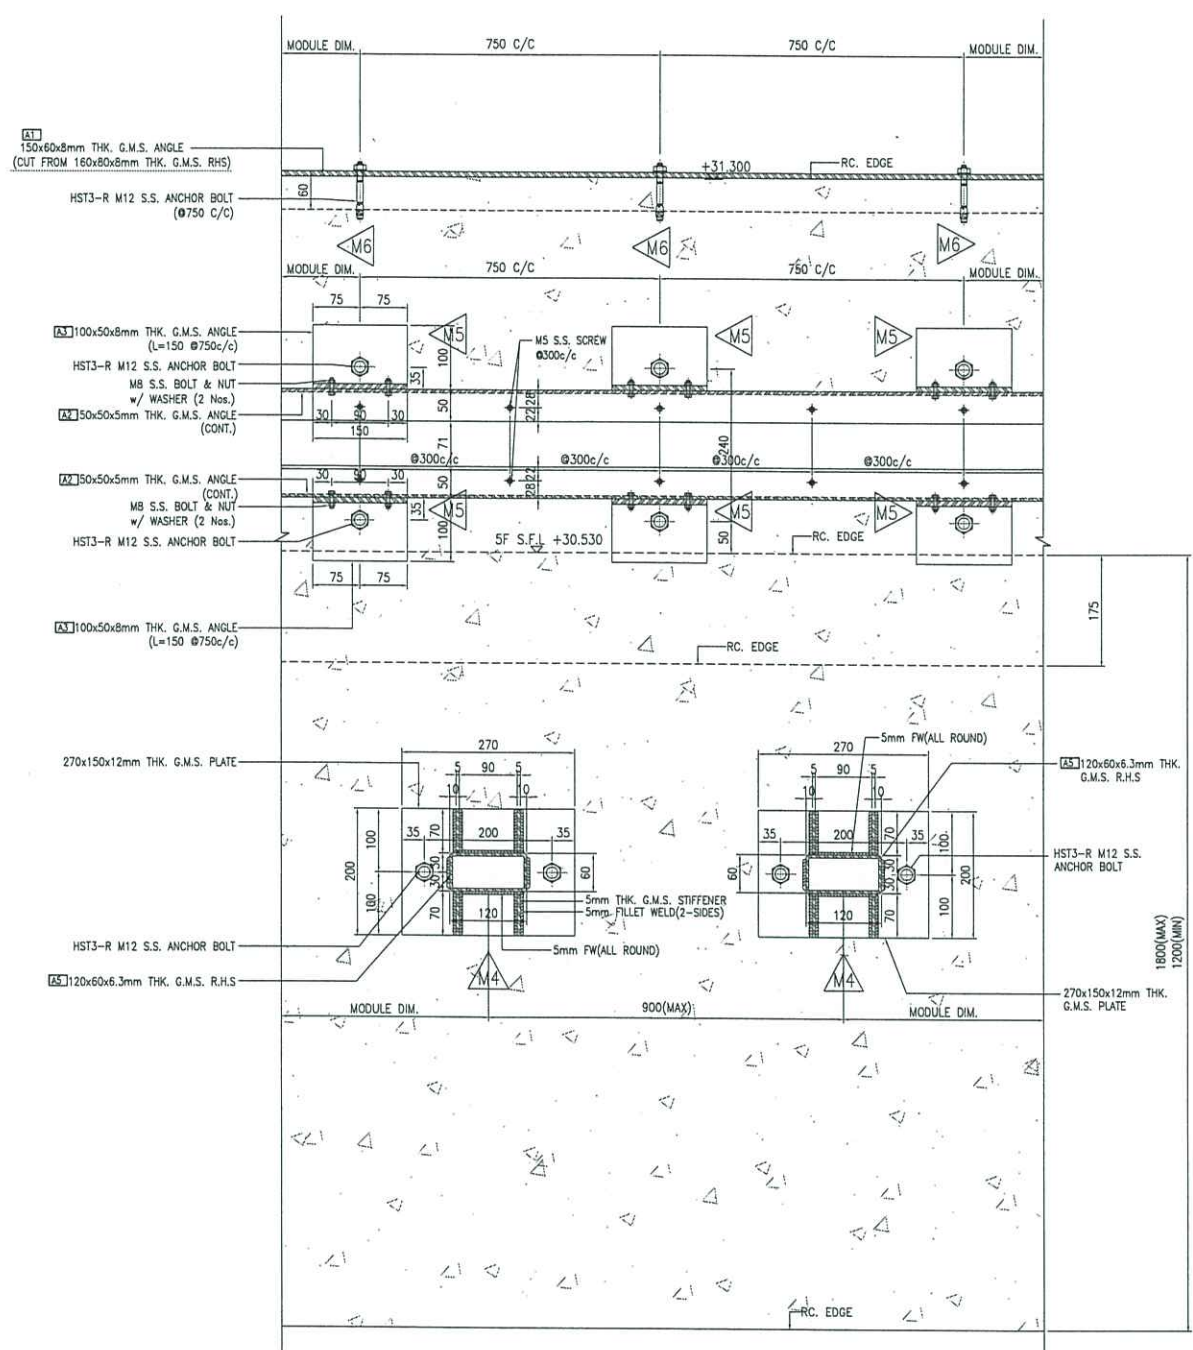 MODULE DIM.
750 C/C
750 C/C
MODULE DIM.
A1
150x60x8mm THK. G.M.S. ANGLE
(CUT FROM 160x80x8mm THK. G.M.S. RHS)
+31.300
RC. EDGE
60
HST3-R M12 S.S. ANCHOR BOLT
(@750 C/C)
M6
M6
M6
MODULE DIM.
750 C/C
750 C/C
MODULE DIM.
75
75
A3 100x50x8mm THK. G.M.S. ANGLE
(L=150 @750c/c)
M5
M5 S.S. SCREW
@300c/c
M5
M5
100
HST3-R M12 S.S. ANCHOR BOLT
35
M8 S.S. BOLT & NUT
w/ WASHER (2 Nos.)
A2 50x50x5mm THK. G.M.S. ANGLE
(CONT.)
30
90
30
50
28
22
150
71
240
@300c/c
@300c/c
@300c/c
@300c/c
A2 50x50x5mm THK. G.M.S. ANGLE
(CONT.)
30
90
30
50
22
28
M8 S.S. BOLT & NUT
w/ WASHER (2 Nos.)
35
M5
M5
M5
HST3-R M12 S.S. ANCHOR BOLT
100
5F S.F.L +30.530
50
RC. EDGE
75
75
A3 100x50x8mm THK. G.M.S. ANGLE
(L=150 @750c/c)
175
RC. EDGE
270
5mm FW(ALL ROUND)
270
270x150x12mm THK. G.M.S. PLATE
A5 120x60x6.3mm THK.
G.M.S. R.H.S
5
90
5
10
10
5
90
5
10
10
35
200
35
70
100
200
30
30
60
100
70
120
35
200
35
70
100
200
60
30
30
100
70
120
HST3-R M12 S.S.
ANCHOR BOLT
5mm THK. G.M.S. STIFFENER
5mm FILLET WELD(2-SIDES)
HST3-R M12 S.S. ANCHOR BOLT
5mm FW(ALL ROUND)
A5 120x60x6.3mm THK. G.M.S. R.H.S
M4
M4
270x150x12mm THK.
G.M.S. PLATE
1800(MAX)
1200(MIN)
MODULE DIM.
900(MAX)
MODULE DIM.
RC. EDGE